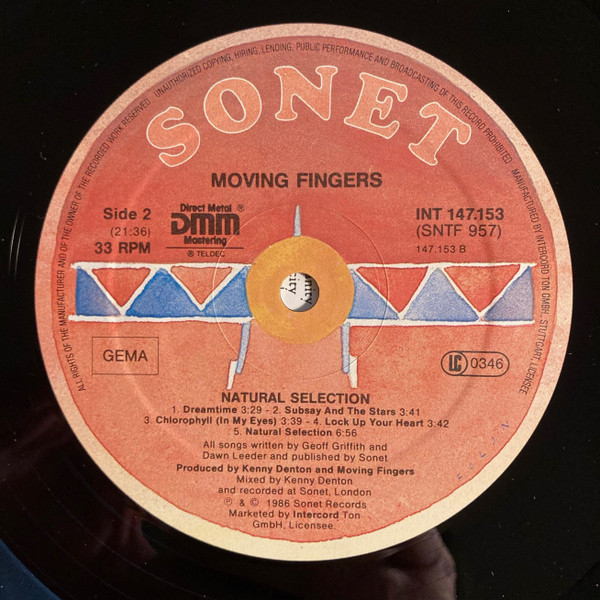 ALL RIGHTS OF THE MANUFACTURER AND OF THE OWNER OF THE RECORDED WORK RESERVED. UNAUTHORIZED COPYING, HIRING, LENDING, PUBLIC PERFORMANCE AND BROADCASTING OF THIS RECORD PROHIBITED. MANUFACTURED BY INTERCORD TON GMBH, STUTTGART, LICENSEE.
SONET
MOVING FINGERS
Side 2
(21:36)
33 RPM
Direct Metal ®
DMM
Mastering
® TELDEC
INT 147.153
(SNTF 957)
147.153 B
GEMA
LC 0346
NATURAL SELECTION
1. Dreamtime 3:29 - 2. Subsay And The Stars 3:41
3. Chlorophyll (In My Eyes) 3:39 - 4. Lock Up Your Heart 3:42
5. Natural Selection 6:56
All songs written by Geoff Griffith and
Dawn Leeder and published by Sonet
Produced by Kenny Denton and Moving Fingers
Mixed by Kenny Denton
and recorded at Sonet, London
℗ & © 1986 Sonet Records
Marketed by Intercord Ton
GmbH, Licensee.